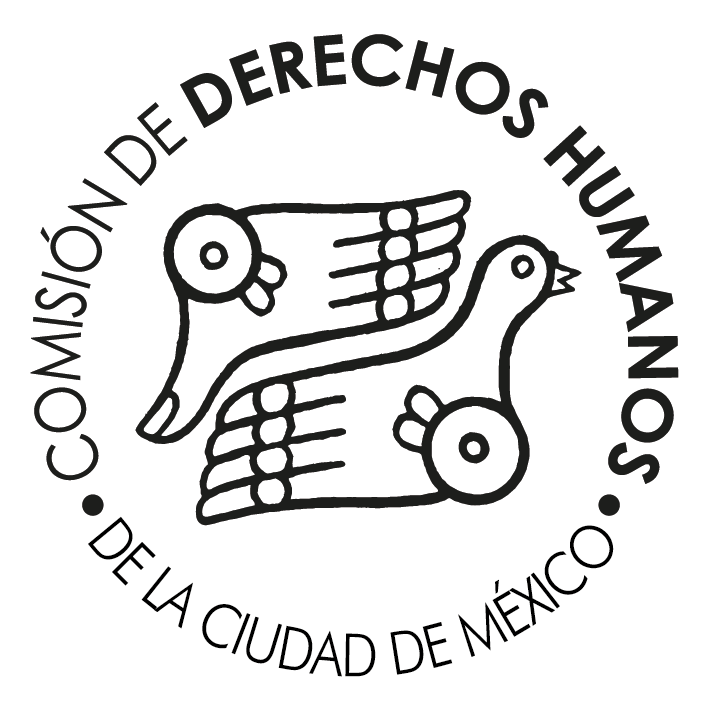 COMISIÓN DE DERECHOS HUMANOS
• DE LA CIUDAD DE MÉXICO •